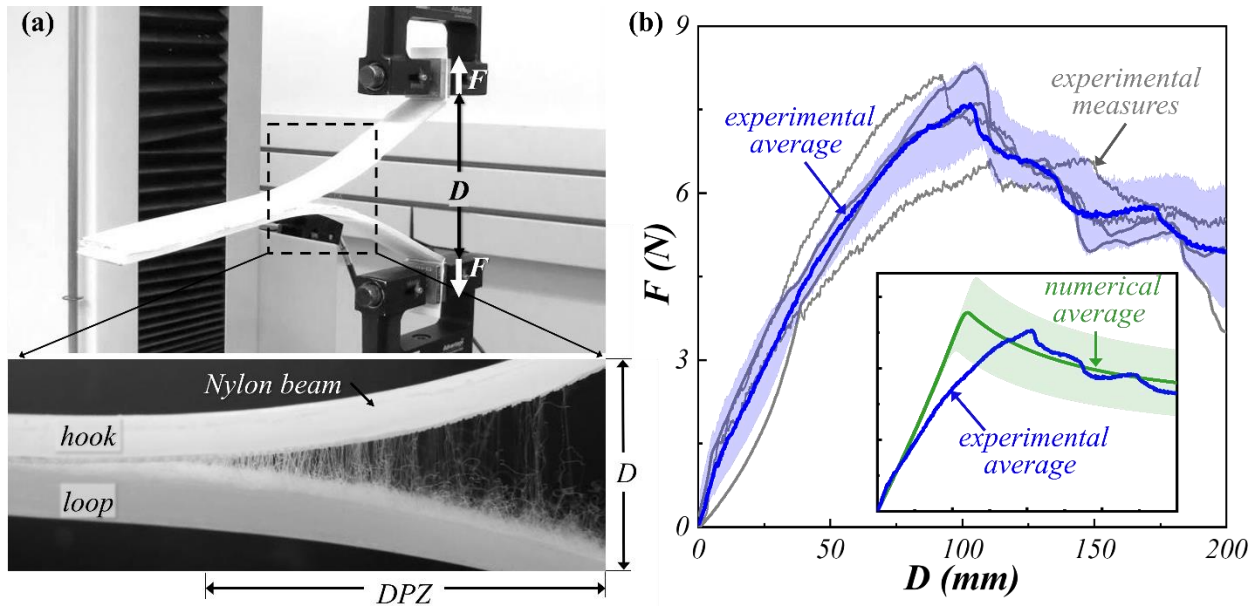 (a)
F
D
F
Nylon beam
hook
loop
D
DPZ
(b)
9
6
3
0
F (N)
experimental
measures
experimental
average
numerical
average
experimental
average
0
50
100
150
200
D (mm)